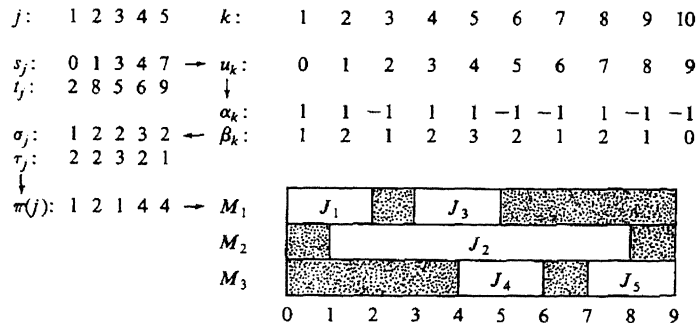 j: 1 2 3 4 5 k: 1 2 3 4 5 6 7 8 9 10
s_j: 0 1 3 4 7 → u_k: 0 1 2 3 4 5 6 7 8 9
t_j: 2 8 5 6 9 ↓
α_k: 1 1 −1 1 1 −1 −1 1 −1 −1
σ_j: 1 2 2 3 2 ← β_k: 1 2 1 2 3 2 1 2 1 0
τ_j: 2 2 3 2 1
↓
π(j): 1 2 1 4 4 → M_1 J_1 J_3
M_2 J_2
M_3 J_4 J_5
0 1 2 3 4 5 6 7 8 9